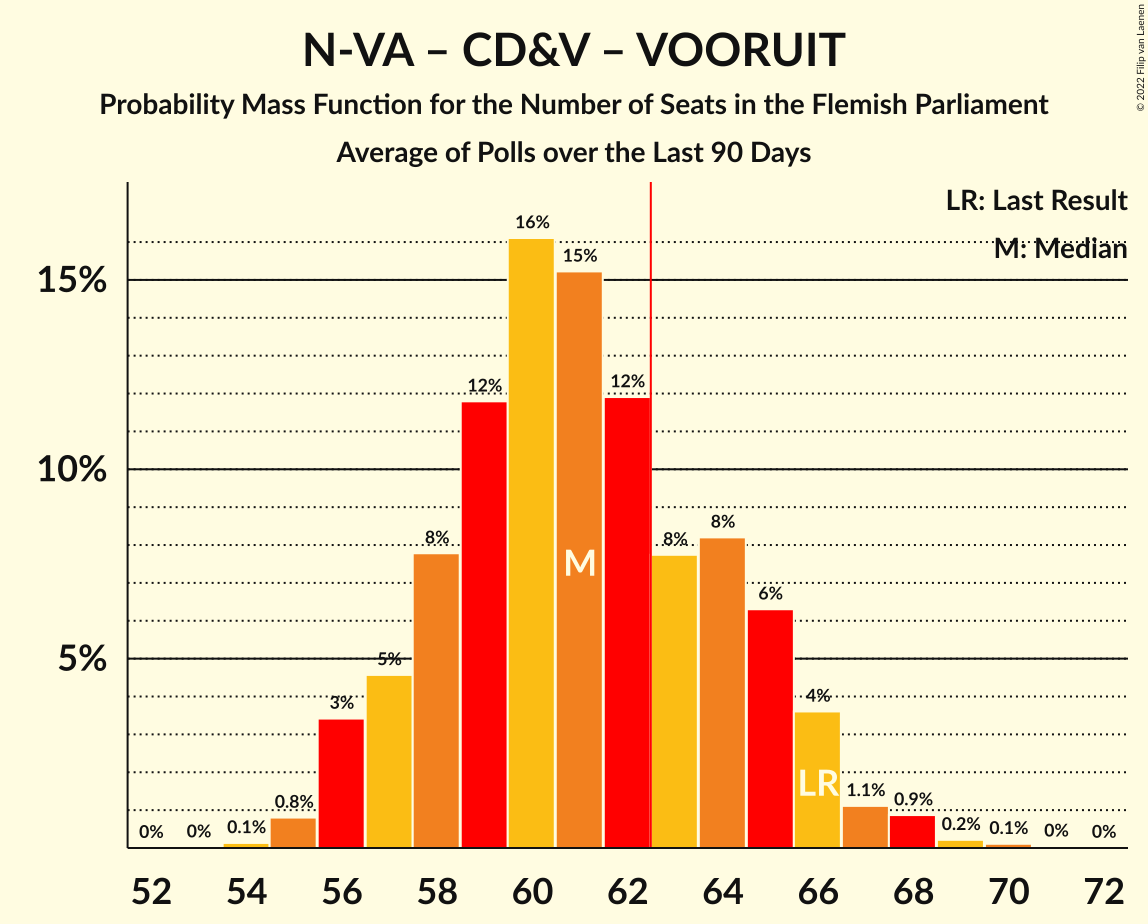 N-VA – CD&V – VOORUIT
Probability Mass Function for the Number of Seats in the Flemish Parliament
Average of Polls over the Last 90 Days
© 2022 Filip van Laenen
LR: Last Result
M: Median
15%
10%
5%
0%
0%
0.1%
0.8%
3%
5%
8%
12%
16%
15%
12%
8%
8%
6%
4%
1.1%
0.9%
0.2%
0.1%
0%
0%
M
LR
52 54 56 58 60 62 64 66 68 70 72